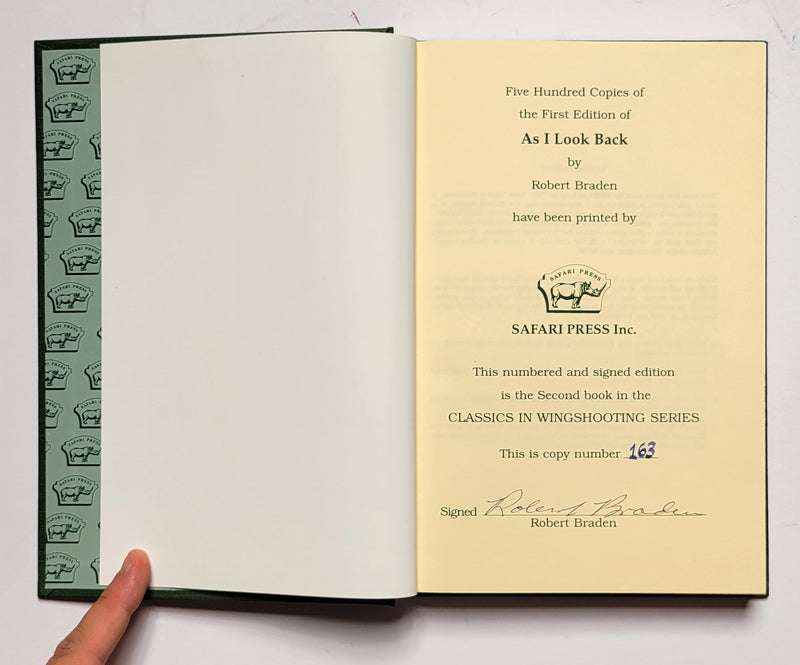 Five Hundred Copies of
the First Edition of
As I Look Back
by
Robert Braden
have been printed by
SAFARI PRESS
SAFARI PRESS Inc.
This numbered and signed edition
is the Second book in the
CLASSICS IN WINGSHOOTING SERIES
This is copy number 163
Signed Robert Braden
Robert Braden